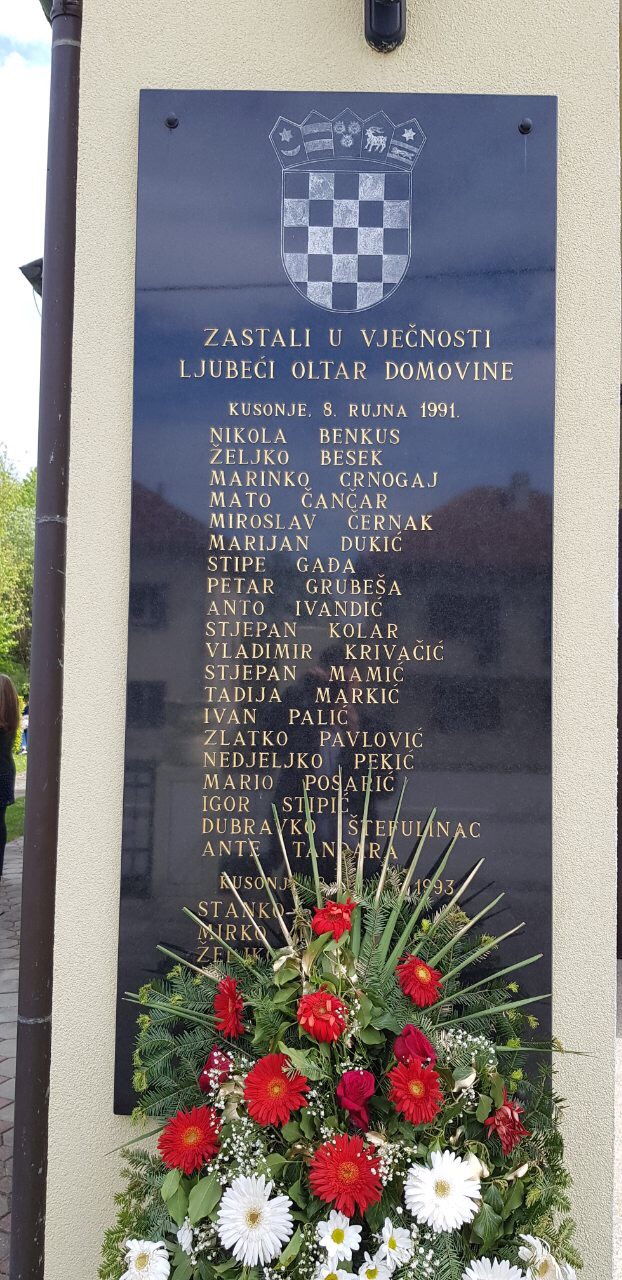 ZASTALI U VJEČNOSTI
LJUBEĆI OLTAR DOMOVINE
KUSONJE, 8. RUJNA 1991.
NIKOLA BENKUS
ŽELJKO BESEK
MARINKO CRNOGAJ
MATO ČANČAR
MIROSLAV ČERNAK
MARIJAN DUKIĆ
STIPE GAĐA
PETAR GRUBEŠA
ANTO IVANDIĆ
STJEPAN KOLAR
VLADIMIR KRIVAČIĆ
STJEPAN MAMIĆ
TADIJA MARKIĆ
IVAN PALIĆ
ZLATKO PAVLOVIĆ
NEDJELJKO PEKIĆ
MARIO POSARIĆ
IGOR STIPIĆ
DUBRAVKO ŠTEFULINAC
ANTE TANDARA
KUSONJE 1993
STANKO
MIRKO